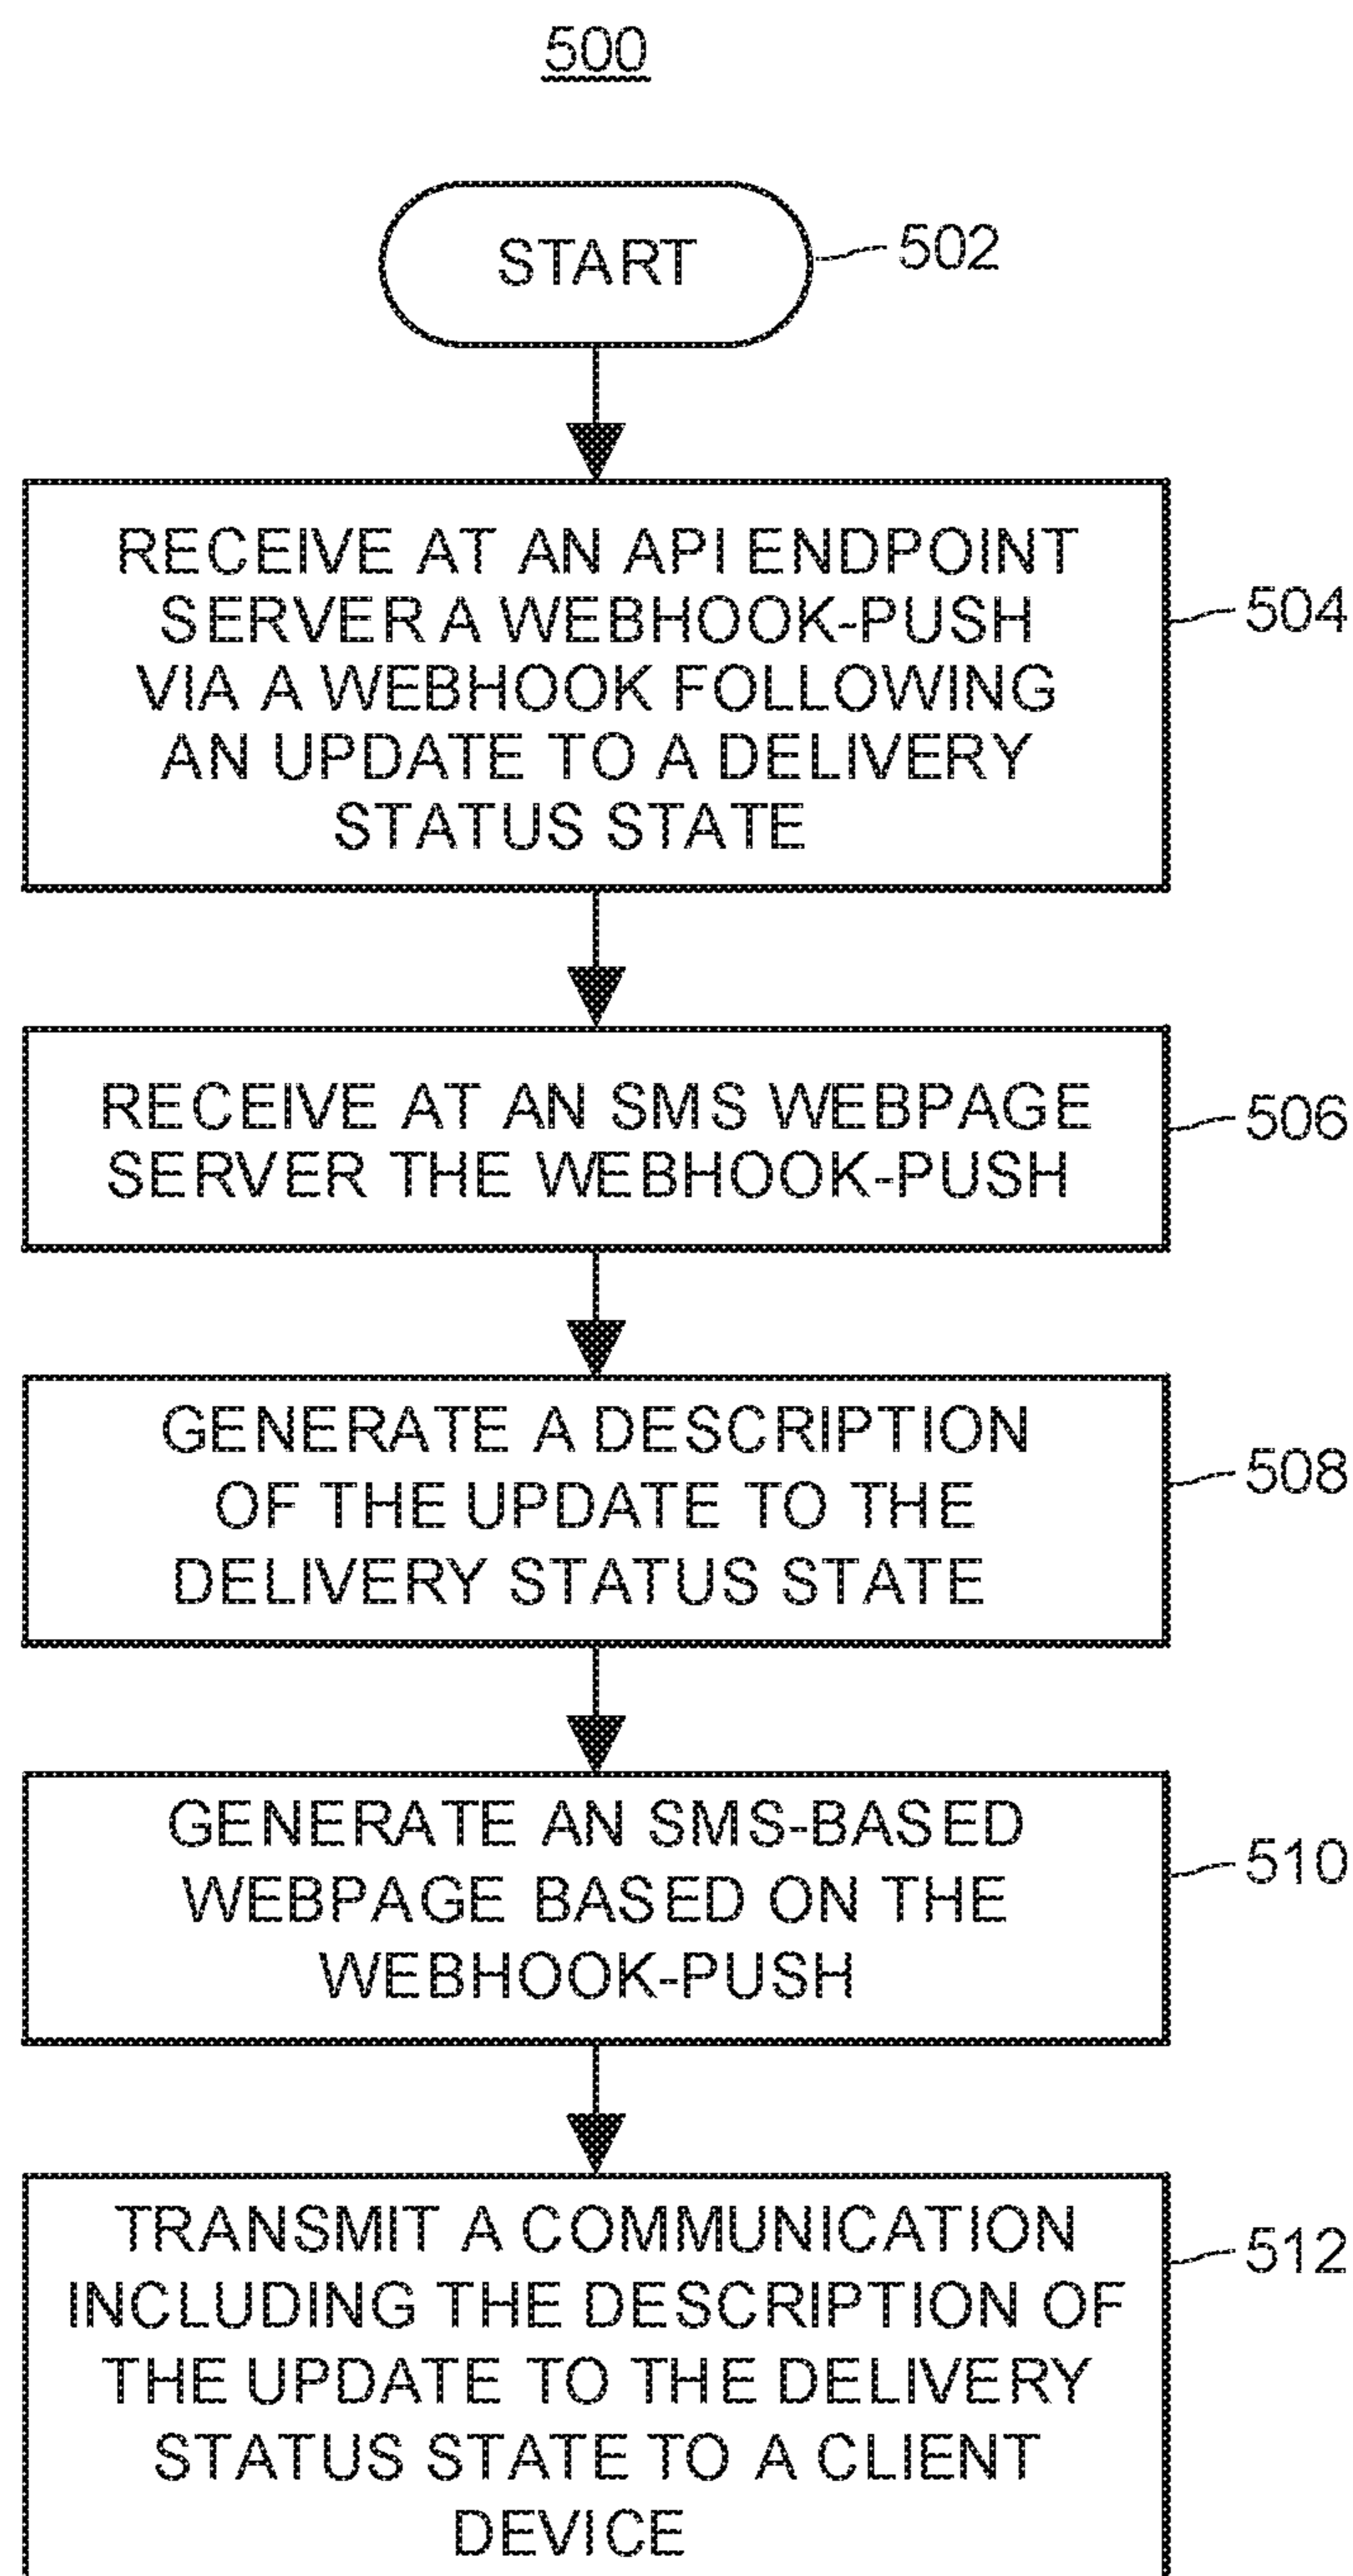 500
START
502
RECEIVE AT AN API ENDPOINT
SERVER A WEBHOOK-PUSH
VIA A WEBHOOK FOLLOWING
AN UPDATE TO A DELIVERY
STATUS STATE
504
RECEIVE AT AN SMS WEBPAGE
SERVER THE WEBHOOK-PUSH
506
GENERATE A DESCRIPTION
OF THE UPDATE TO THE
DELIVERY STATUS STATE
508
GENERATE AN SMS-BASED
WEBPAGE BASED ON THE
WEBHOOK-PUSH
510
TRANSMIT A COMMUNICATION
INCLUDING THE DESCRIPTION OF
THE UPDATE TO THE DELIVERY
STATUS STATE TO A CLIENT
DEVICE
512